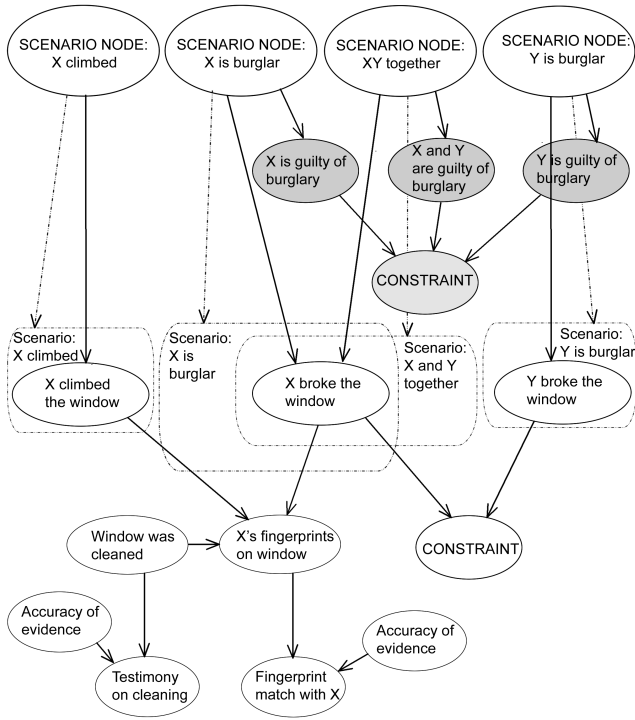 SCENARIO NODE:
X climbed
SCENARIO NODE:
X is burglar
SCENARIO NODE:
XY together
SCENARIO NODE:
Y is burglar
X is guilty of
burglary
X and Y
are guilty of
burglary
Y is guilty of
burglary
CONSTRAINT
Scenario:
X climbed
Scenario:
X is
burglar
Scenario:
X and Y
together
Scenario:
Y is burglar
X climbed
the window
X broke the
window
Y broke the
window
Window was
cleaned
X's fingerprints
on window
CONSTRAINT
Accuracy of
evidence
Accuracy of
evidence
Testimony
on cleaning
Fingerprint
match with X